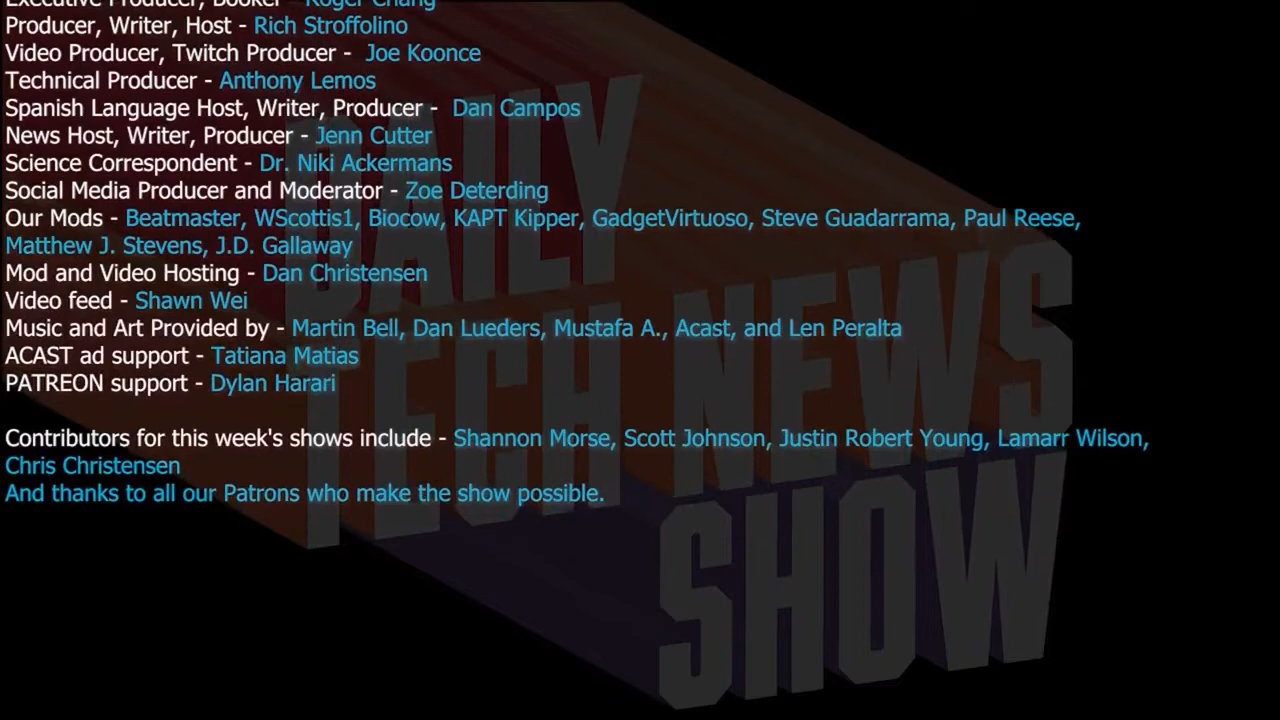 Executive Producer, Booker - Roger Chang
Producer, Writer, Host - Rich Stroffolino
Video Producer, Twitch Producer - Joe Koonce
Technical Producer - Anthony Lemos
Spanish Language Host, Writer, Producer - Dan Campos
News Host, Writer, Producer - Jenn Cutter
Science Correspondent - Dr. Niki Ackermans
Social Media Producer and Moderator - Zoe Deterding
Our Mods - Beatmaster, WScottis1, Biocow, KAPT Kipper, GadgetVirtuoso, Steve Guadarrama, Paul Reese,
Matthew J. Stevens, J.D. Gallaway
Mod and Video Hosting - Dan Christensen
Video feed - Shawn Wei
Music and Art Provided by - Martin Bell, Dan Lueders, Mustafa A., Acast, and Len Peralta
ACAST ad support - Tatiana Matias
PATREON support - Dylan Harari
Contributors for this week's shows include - Shannon Morse, Scott Johnson, Justin Robert Young, Lamarr Wilson,
Chris Christensen
And thanks to all our Patrons who make the show possible.
DAILY
TECH NEWS
SHOW